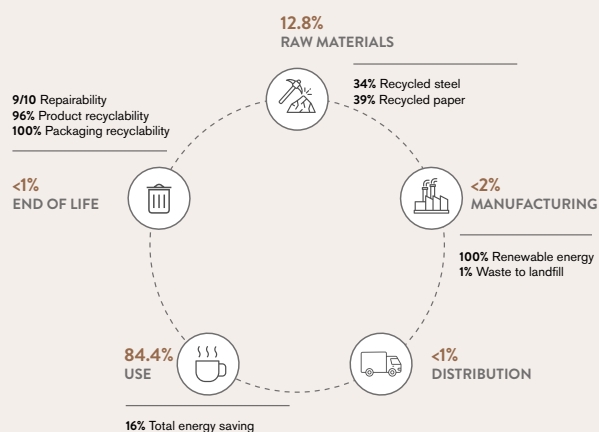 12.8%
RAW MATERIALS
34% Recycled steel
39% Recycled paper
9/10 Repairability
96% Product recyclability
100% Packaging recyclability
<1%
END OF LIFE
<2%
MANUFACTURING
100% Renewable energy
1% Waste to landfill
84.4%
USE
16% Total energy saving
<1%
DISTRIBUTION